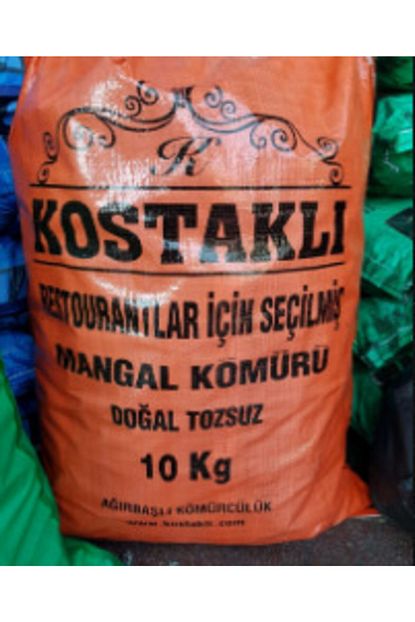 K
KOSTAKLI
RESTOURANTLAR İÇİN SEÇİLMİŞ
MANGAL KÖMÜRÜ
DOĞAL TOZSUZ
10 Kg
AĞIRBAŞLI KÖMÜRCÜLÜK
www.kostakli.com